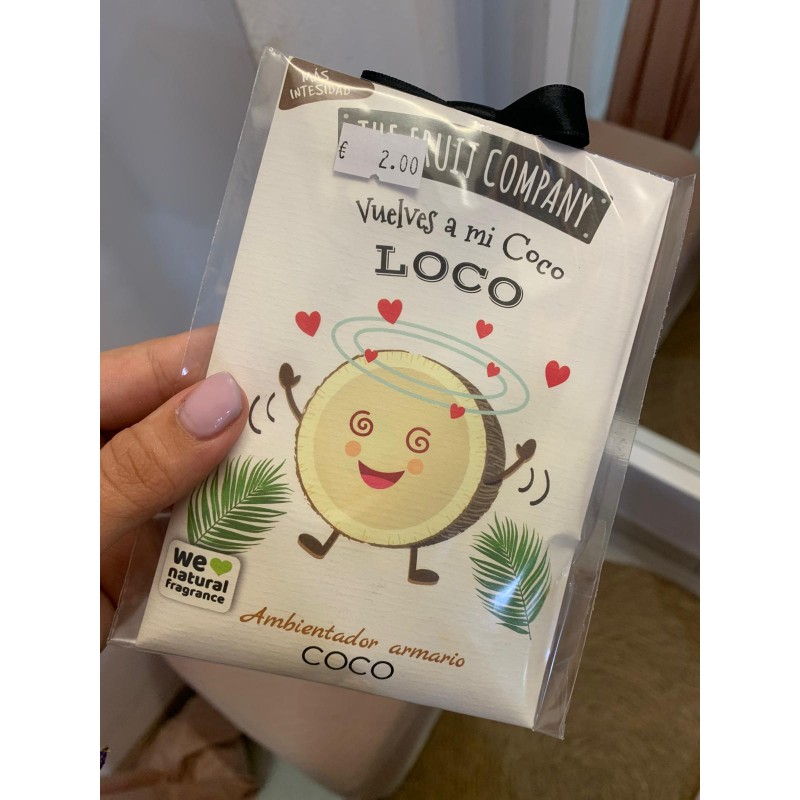 MÁS
INTESIDAD
THE FRUIT COMPANY
€ 2.00
Vuelves a mi Coco
LOCO
we
natural
fragrance
Ambientador armario
COCO